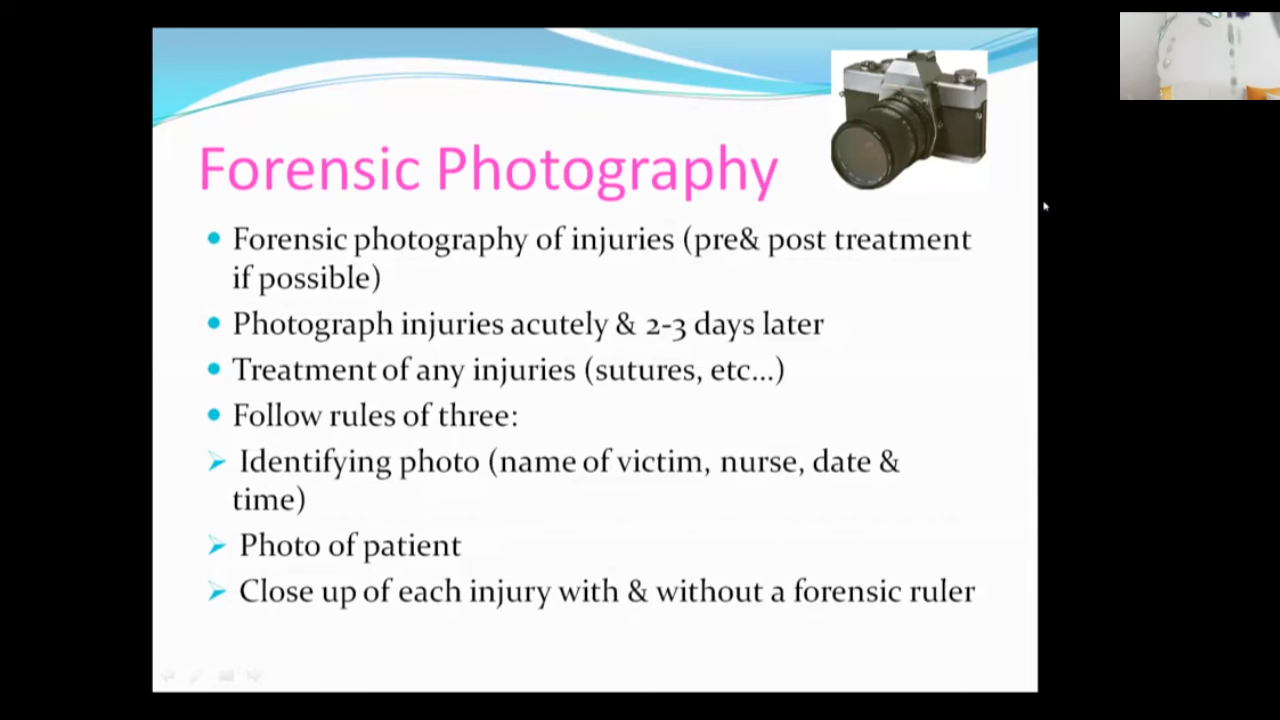 Forensic Photography
Forensic photography of injuries (pre& post treatment
if possible)
Photograph injuries acutely & 2-3 days later
Treatment of any injuries (sutures, etc...)
Follow rules of three:
Identifying photo (name of victim, nurse, date &
time)
Photo of patient
Close up of each injury with & without a forensic ruler